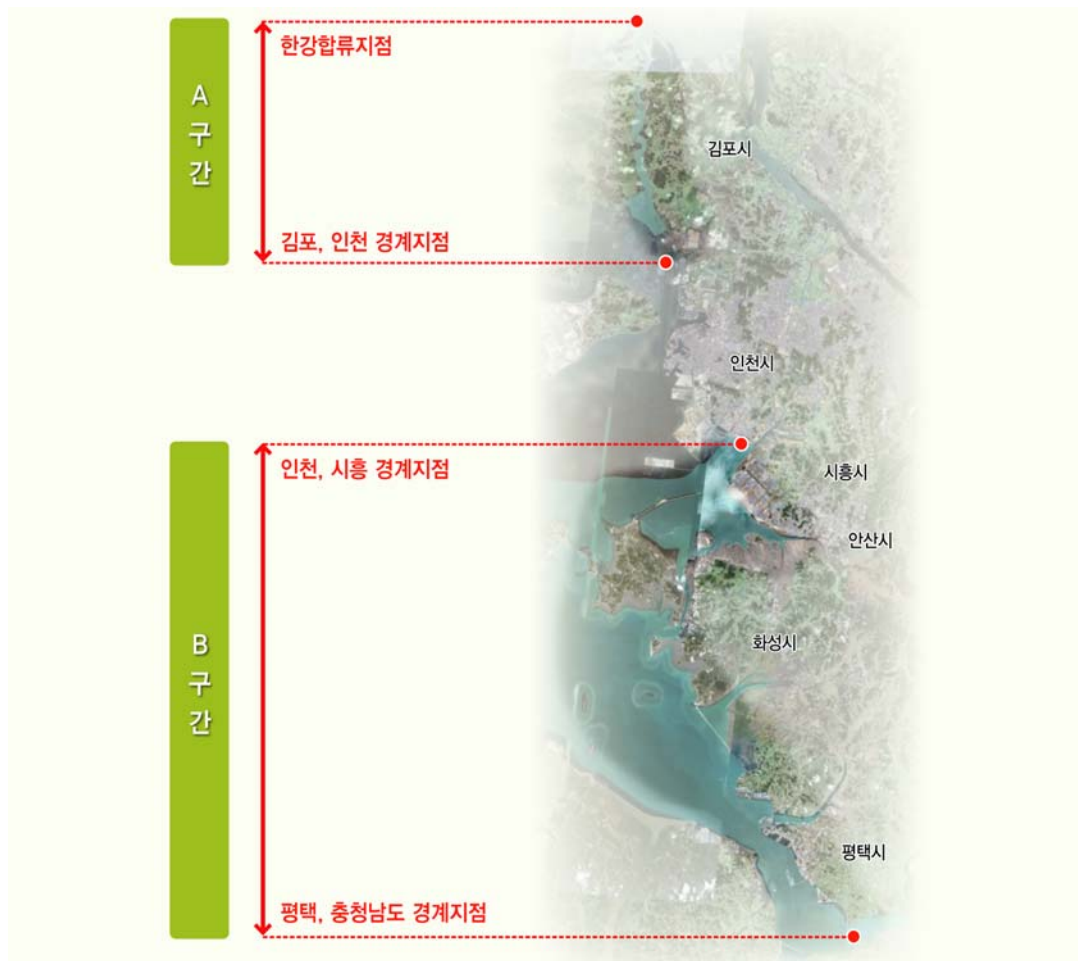 A
구
간
한강합류지점
김포시
김포, 인천 경계지점
인천시
B
구
간
인천, 시흥 경계지점
시흥시
안산시
화성시
평택시
평택, 충청남도 경계지점